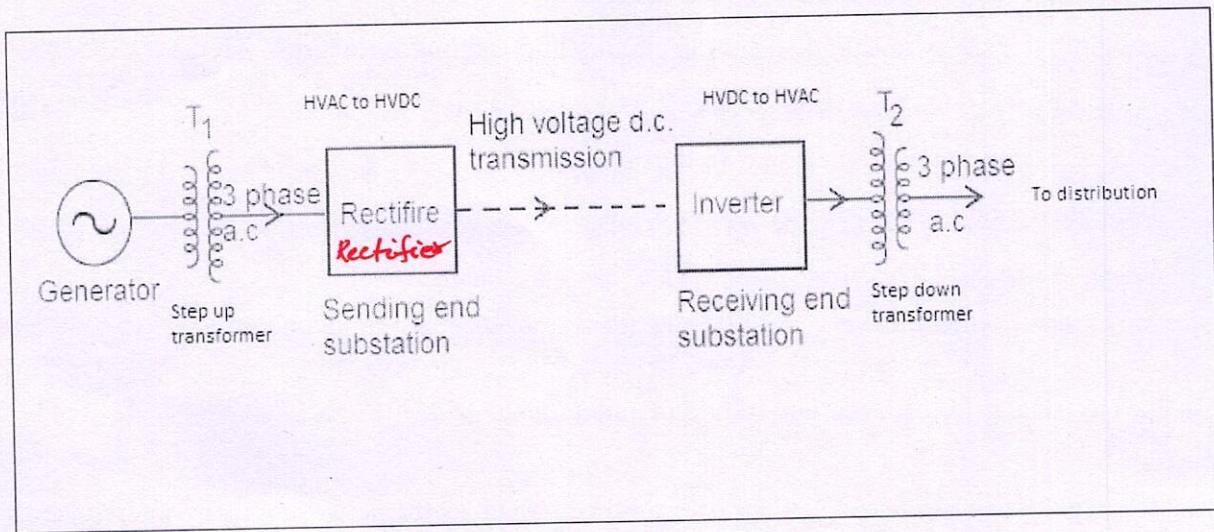 T1
3 phase
a.c
Generator
Step up
transformer
HVAC to HVDC
Rectifire
Rectifier
Sending end
substation
High voltage d.c.
transmission
HVDC to HVAC
Inverter
Receiving end
substation
T2
3 phase
a.c
Step down
transformer
To distribution